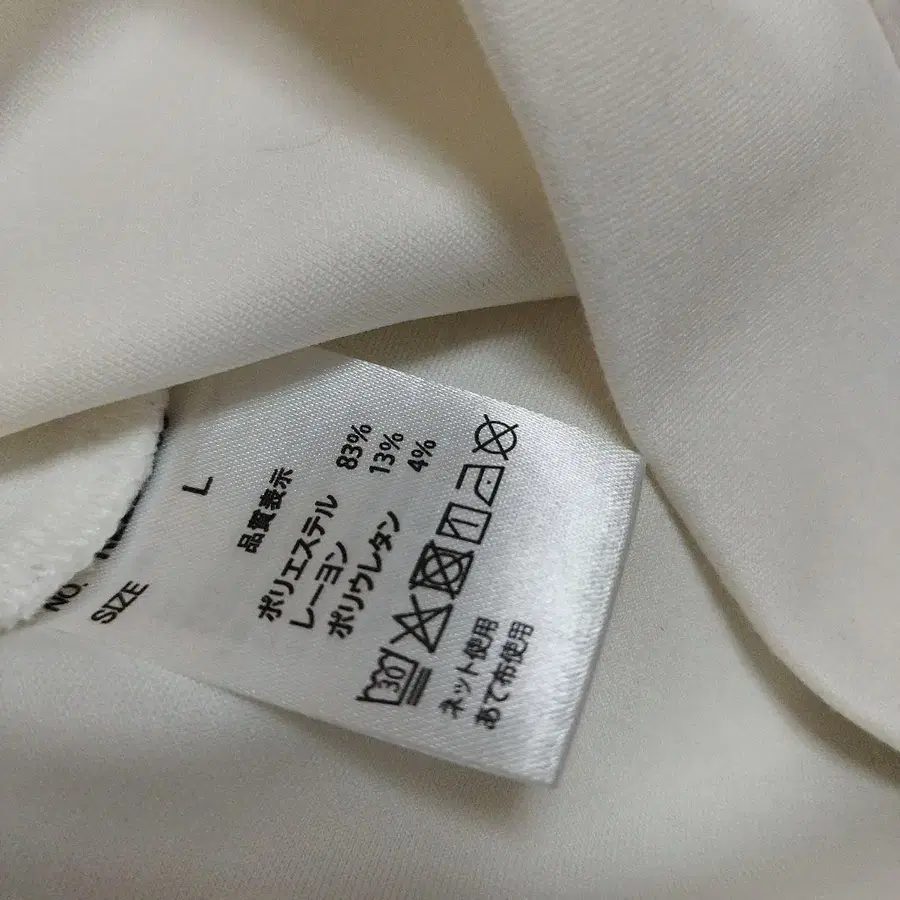 NO.
SIZE L
品質表示
ポリエステル 83%
レーヨン 13%
ポリウレタン 4%
30
ネット使用
あて布使用